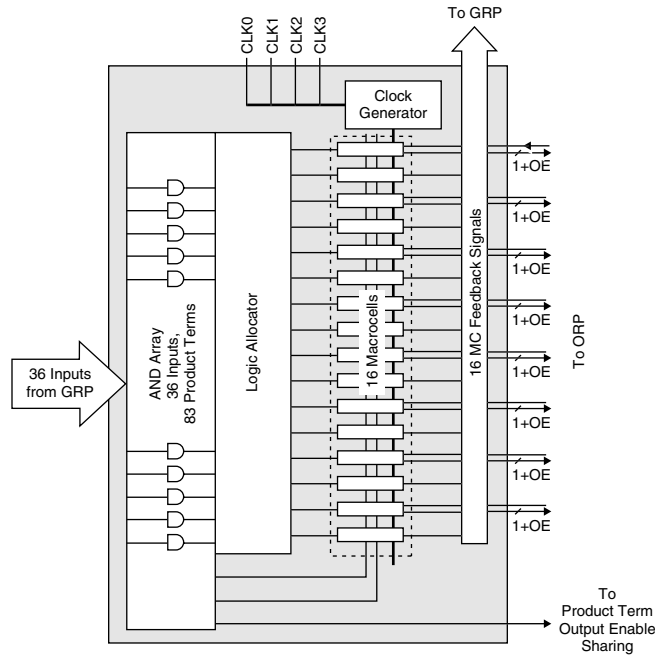 To GRP
CLK0
CLK1
CLK2
CLK3
Clock
Generator
1+OE
1+OE
1+OE
1+OE
1+OE
1+OE
1+OE
1+OE
36 Inputs
from GRP
AND Array
36 Inputs,
83 Product Terms
Logic Allocator
16 Macrocells
16 MC Feedback Signals
To ORP
To
Product Term
Output Enable
Sharing